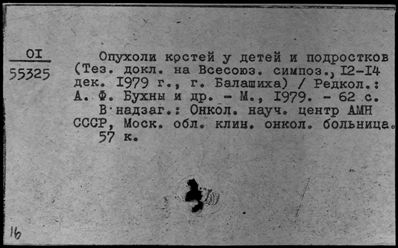 01
55325
Опухоли костей у детей и подростков
(Тез. докл. на Всесоюз. симпоз., 12-14
дек. 1979 г., г. Балашиха) / Редкол.:
А. Ф. Бухны и др. - М., 1979. - 62 с.
В надзаг.: Онкол. науч. центр АМН
СССР, Моск. обл. клин. онкол. больница.
57 к.
16